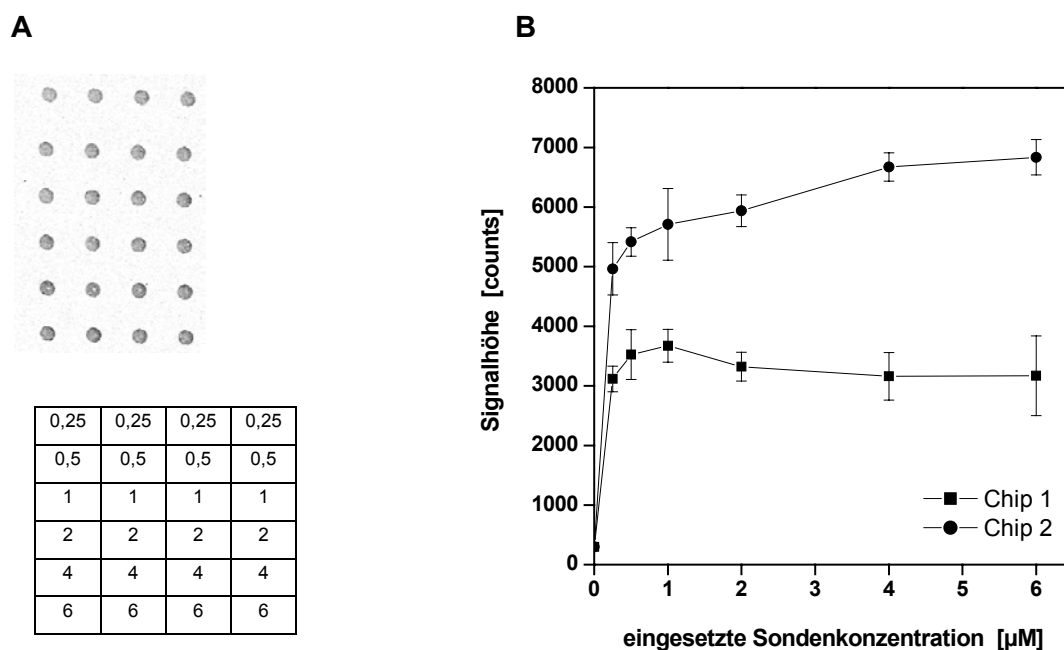 A
0,25 0,25 0,25 0,25
0,5 0,5 0,5 0,5
1 1 1 1
2 2 2 2
4 4 4 4
6 6 6 6
B
8000
7000
6000
5000
4000
3000
2000
1000
0
Signalhöhe [counts]
Chip 1
Chip 2
0 1 2 3 4 5 6
eingesetzte Sondenkonzentration [µM]